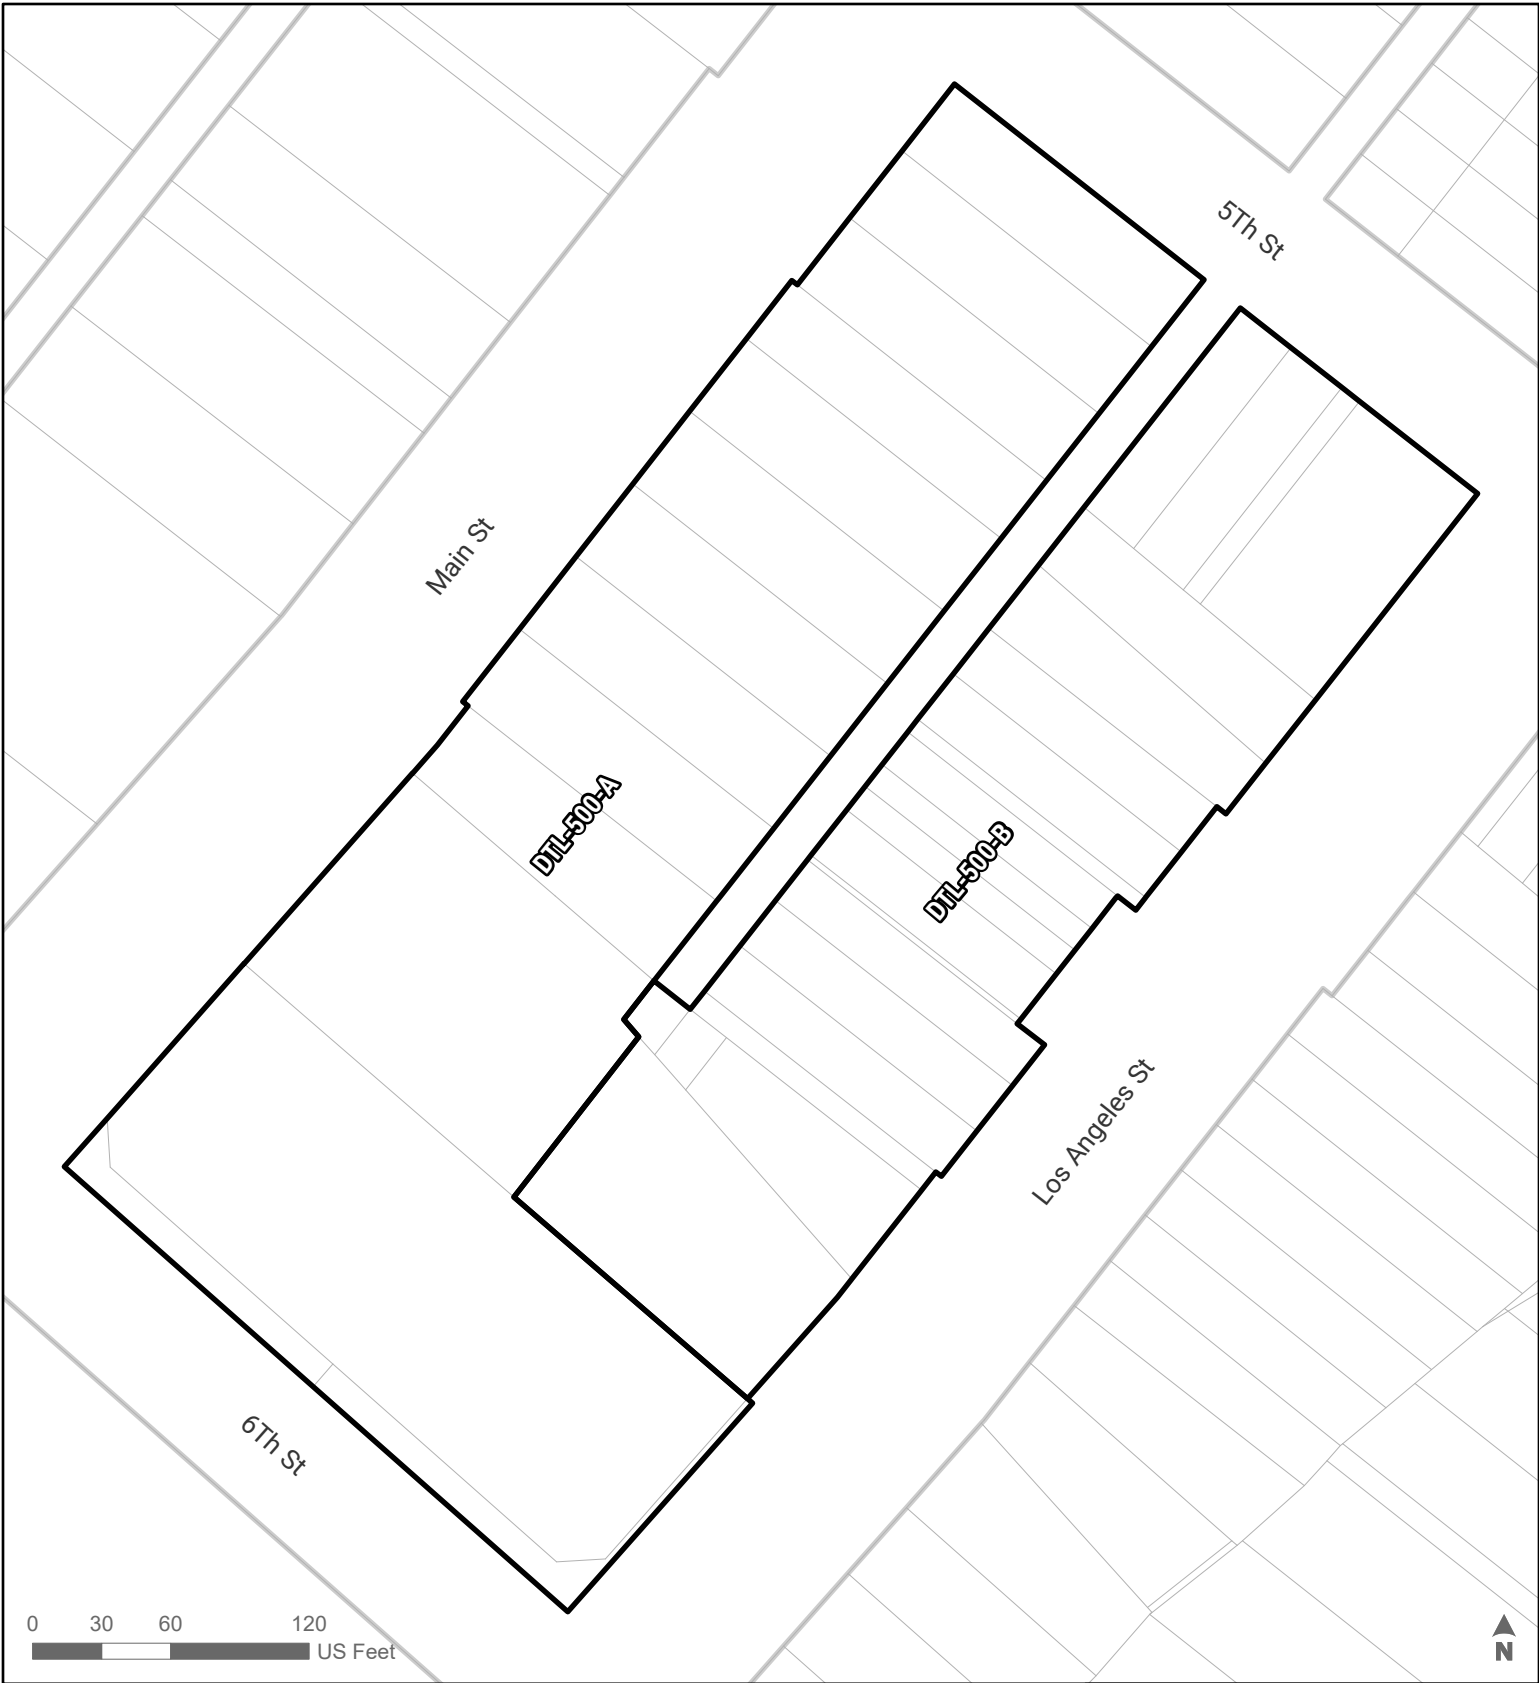 5Th St
Main St
DTL-500-A
DTL-500-B
Los Angeles St
6Th St
0 30 60 120
US Feet
N